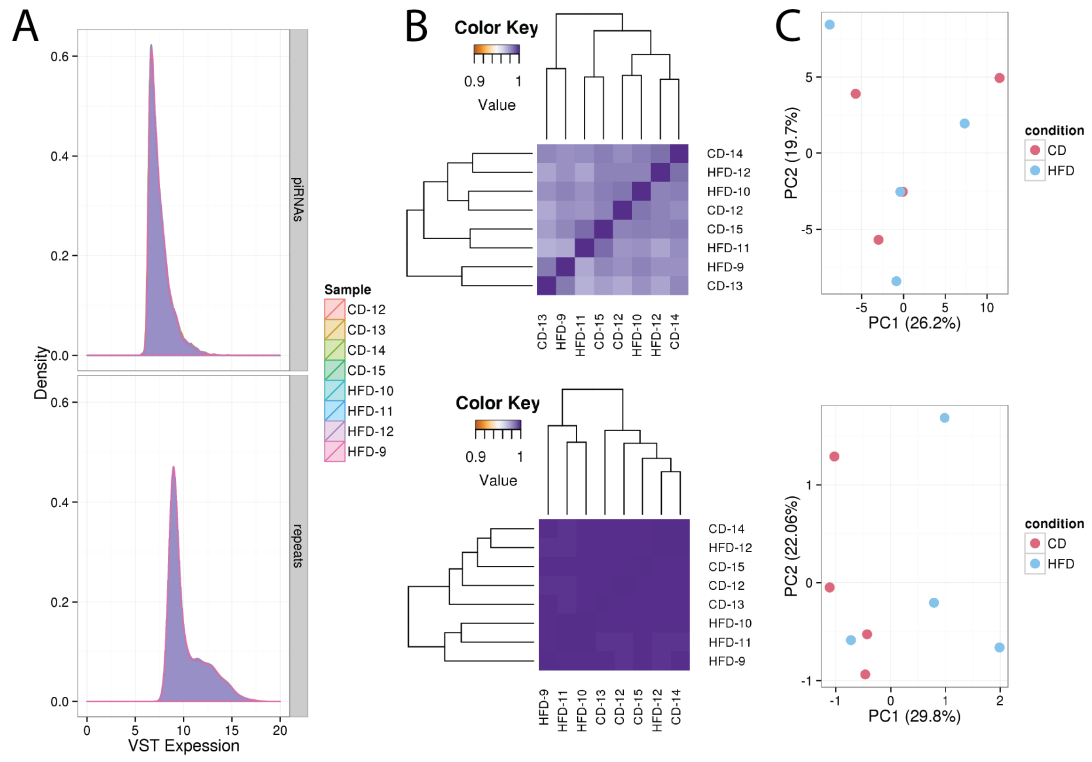 A
0.6
0.4
0.2
0.0
piRNAs
0.6
0.4
0.2
0.0
repeats
Density
0 5 10 15 20
VST Expession
Sample
CD-12
CD-13
CD-14
CD-15
HFD-10
HFD-11
HFD-12
HFD-9
B
Color Key
0.9 1
Value
CD-14
HFD-12
HFD-10
CD-12
CD-15
HFD-11
HFD-9
CD-13
CD-13
HFD-9
HFD-11
CD-15
CD-12
HFD-10
HFD-12
CD-14
Color Key
0.9 1
Value
CD-14
HFD-12
CD-15
CD-12
CD-13
HFD-10
HFD-11
HFD-9
HFD-9
HFD-11
HFD-10
CD-13
CD-12
CD-15
HFD-12
CD-14
C
5
0
-5
PC2 (19.7%)
-5 0 5 10
PC1 (26.2%)
condition
CD
HFD
1
0
-1
PC2 (22.06%)
-1 0 1 2
PC1 (29.8%)
condition
CD
HFD